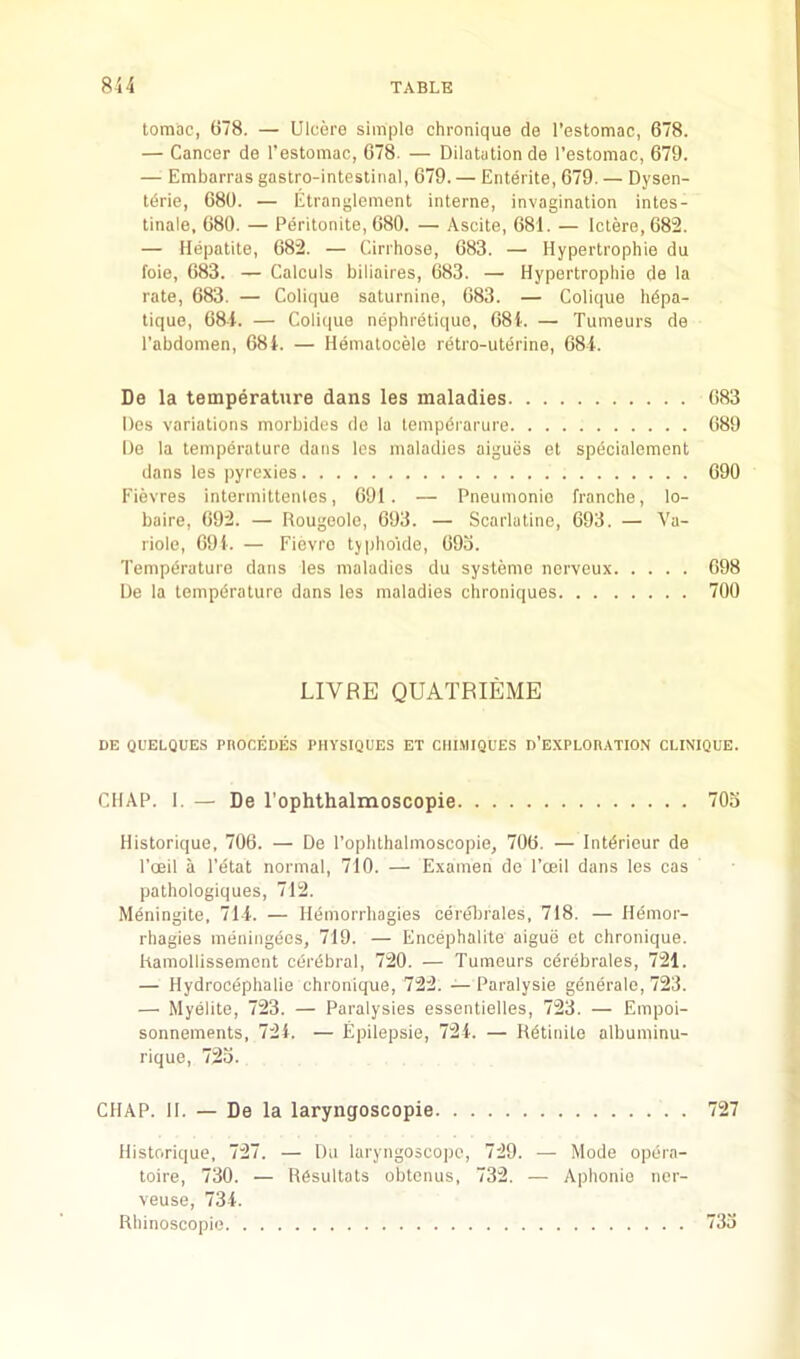 844 TABLE
tomac, 678. — Ulcère simple chronique de l'estomac, 678.
— Cancer de l'estomac, 678. — Dilatation de l'estomac, 679.
— Embarras gastro-intestinal, 679. — Entérite, 679. — Dysen-
térie, 680. — Étranglement interne, invagination intes-
tinale, 680. — Péritonite, 680. — Ascite, 681. — Ictère, 682.
— Hépatite, 682. — Cirrhose, 683. — Hypertrophie du
foie, 683. — Calculs biliaires, 683. — Hypertrophie de la
rate, 683. — Colique saturnine, 683. — Colique hépa-
tique, 684. — Colique néphrétique, 684. — Tumeurs de
l'abdomen, 684. — Hématocèle rétro-utérine, 684.
De la température dans les maladies. . . . . . . . . . . 683
Des variations morbides de la tempérarure. . . . . . . . . . . 689
De la température dans les maladies aiguës et spécialement
dans les pyrexies. . . . . . . . . . . . . . . . . . . . . 690
Fièvres intermittentes, 691. — Pneumonie franche, lo-
baire, 692. — Rougeole, 693. — Scarlatine, 693. — Va-
riole, 694. — Fièvre typhoïde, 695.
Température dans les maladies du système nerveux. . . . . 698
De la température dans les maladies chroniques. . . . . . . . 700
LIVRE QUATRIÈME
DE QUELQUES PROCÉDÉS PHYSIQUES ET CHIMIQUES D'EXPLORATION CLINIQUE.
CHAP. I. — De l'ophthalmoscopie. . . . . . . . . . . . . . 705
Historique, 706. — De l'ophthalmoscopie, 706. — Intérieur de
l'œil à l'état normal, 710. — Examen de l'œil dans les cas
pathologiques, 712.
Méningite, 714. — Hémorrhagies cérébrales, 718. — Hémor-
rhagies méningées, 719. — Encéphalite aiguë et chronique.
Ramollissement cérébral, 720. — Tumeurs cérébrales, 721.
— Hydrocéphalie chronique, 722. — Paralysie générale, 723.
— Myélite, 723. — Paralysies essentielles, 723. — Empoi-
sonnements, 724. — Épilepsie, 724. — Rétinite albuminu-
rique, 725.
CHAP. II. — De la laryngoscopie. . . . . . . . . . . . . . . 727
Historique, 727. — Du laryngoscope, 729. — Mode opéra-
toire, 730. — Résultats obtenus, 732. — Aphonie ner-
veuse, 734.
Rhinoscopie. . . . . . . . . . . . . . . . . . . . . . . . . 735